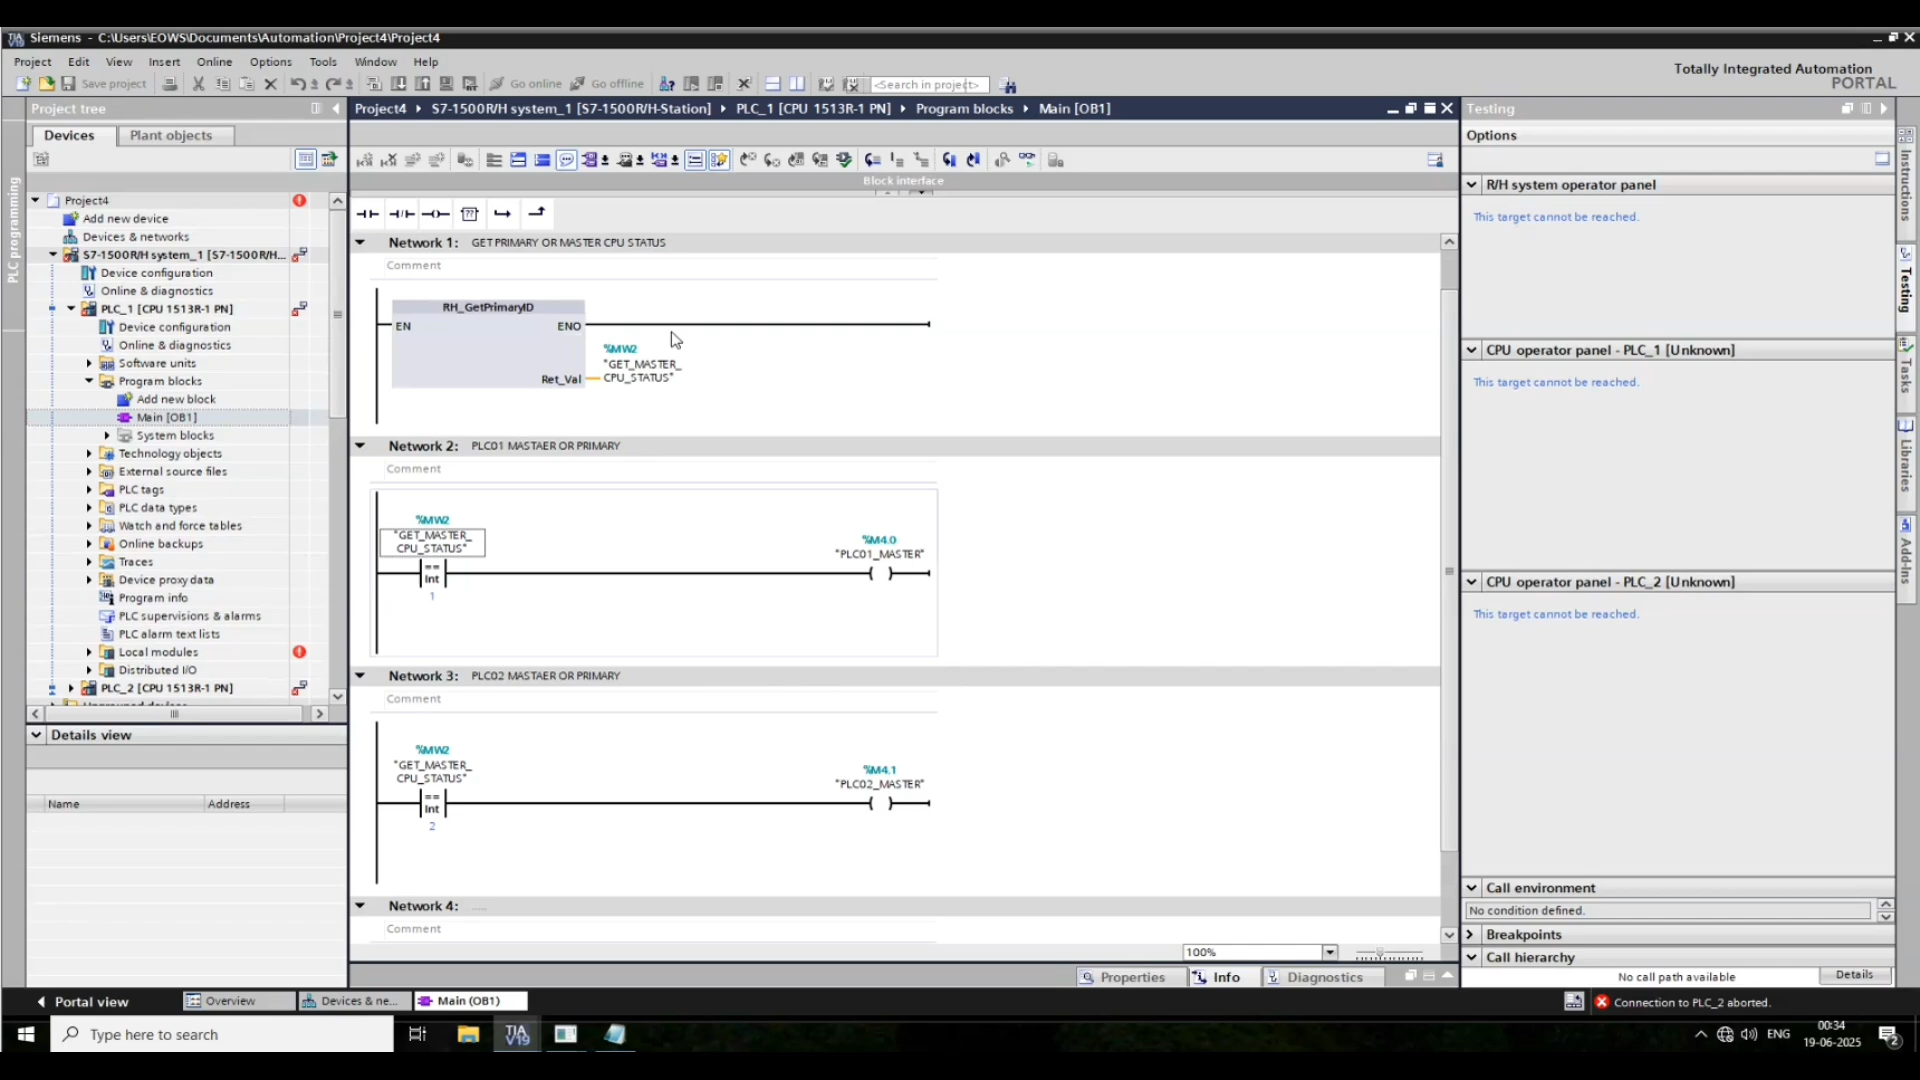 Siemens - C:\Users\EOWS\Documents\Automation\Project4\Project4
Project Edit View Insert Online Options Tools Window Help
Save project Go online Go offline <Search in project>
Totally Integrated Automation
PORTAL
Project tree
Project4 ▸ S7-1500R/H system_1 [S7-1500R/H-Station] ▸ PLC_1 [CPU 1513R-1 PN] ▸ Program blocks ▸ Main [OB1]
Testing
Devices
Plant objects
Options
PLC programming
Block interface
Project4
Add new device
Devices & networks
S7-1500R/H system_1 [S7-1500R/H...
Device configuration
Online & diagnostics
PLC_1 [CPU 1513R-1 PN]
Device configuration
Online & diagnostics
Software units
Program blocks
Add new block
Main [OB1]
System blocks
Technology objects
External source files
PLC tags
PLC data types
Watch and force tables
Online backups
Traces
Device proxy data
Program info
PLC supervisions & alarms
PLC alarm text lists
Local modules
Distributed I/O
PLC_2 [CPU 1513R-1 PN]
Details view
Name
Address
Network 1: GET PRIMARY OR MASTER CPU STATUS
Comment
RH_GetPrimaryID
EN
ENO
%MW2
"GET_MASTER_
CPU_STATUS"
Ret_Val
Network 2: PLC01 MASTAER OR PRIMARY
Comment
%MW2
"GET_MASTER_
CPU_STATUS"
==
Int
1
%M4.0
"PLC01_MASTER"
Network 3: PLC02 MASTAER OR PRIMARY
Comment
%MW2
"GET_MASTER_
CPU_STATUS"
==
Int
2
%M4.1
"PLC02_MASTER"
Network 4: .....
Comment
100%
Properties
Info
Diagnostics
R/H system operator panel
This target cannot be reached.
CPU operator panel - PLC_1 [Unknown]
This target cannot be reached.
CPU operator panel - PLC_2 [Unknown]
This target cannot be reached.
Call environment
No condition defined.
Breakpoints
Call hierarchy
No call path available
Details
Instructions
Testing
Tasks
Libraries
Add-Ins
Portal view
Overview
Devices & ne...
Main (OB1)
Connection to PLC_2 aborted.
Type here to search
TIA
V19
ENG
00:34
19-06-2025
2